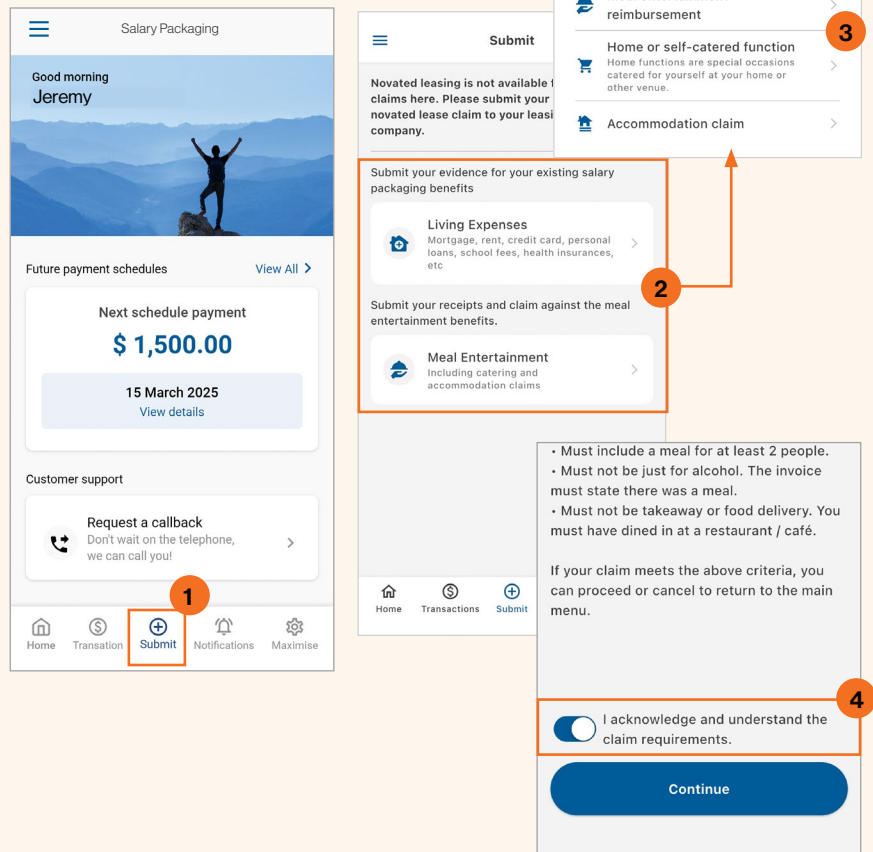 Salary Packaging
Good morning
Jeremy
Future payment schedules
View All
Next schedule payment
$ 1,500.00
15 March 2025
View details
Customer support
Request a callback
Don't wait on the telephone,
we can call you!
1
Home
Transation
Submit
Notifications
Maximise
Submit
Novated leasing is not available
claims here. Please submit your
novated lease claim to your
company.
Submit your evidence for your existing salary
packaging benefits
Living Expenses
Mortgage, rent, credit card, personal
loans, school fees, health insurances,
etc
2
Submit your receipts and claim against the meal
entertainment benefits.
Meal Entertainment
Including catering and
accommodation claims
Home
Transactions
Submit
reimbursement
3
Home or self-catered function
Home functions are special occasions
catered for yourself at your home or
other venue.
Accommodation claim
• Must include a meal for at least 2 people.
• Must not be just for alcohol. The invoice
must state there was a meal.
• Must not be takeaway or food delivery. You
must have dined in at a restaurant / café.
If your claim meets the above criteria, you
can proceed or cancel to return to the main
menu.
4
I acknowledge and understand the
claim requirements.
Continue